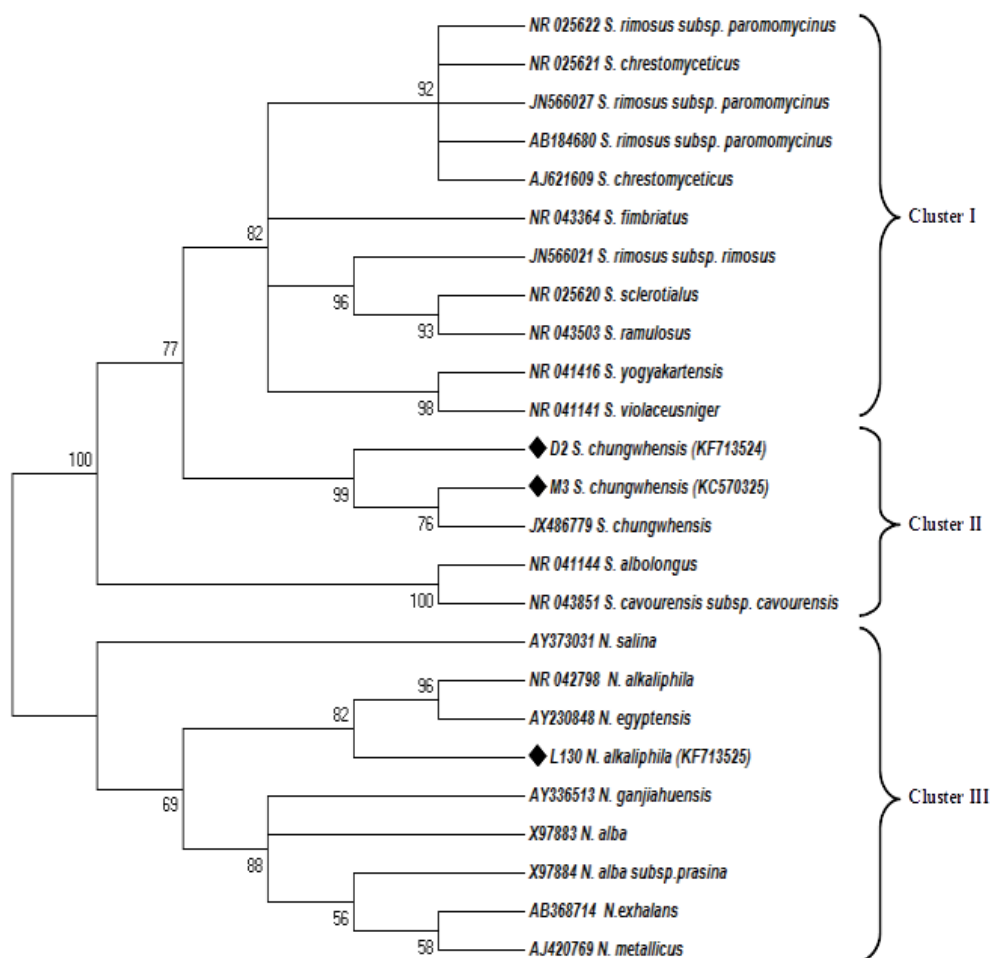 NR 025622 S. rimosus subsp. paromomycinus
NR 025621 S. chrestomyceticus
92
JN566027 S. rimosus subsp. paromomycinus
AB184680 S. rimosus subsp. paromomycinus
AJ621609 S. chrestomyceticus
NR 043364 S. fimbriatus
Cluster I
82
JN566021 S. rimosus subsp. rimosus
96
NR 025620 S. sclerotialus
93
NR 043503 S. ramulosus
77
NR 041416 S. yogyakartensis
98
NR 041141 S. violaceusniger
D2 S. chungwhensis (KF713524)
100
99
M3 S. chungwhensis (KC570325)
76
JX486779 S. chungwhensis
Cluster II
NR 041144 S. albolongus
100
NR 043851 S. cavourensis subsp. cavourensis
AY373031 N. salina
96
NR 042798 N. alkaliphila
82
AY230848 N. egyptensis
L130 N. alkaliphila (KF713525)
69
AY336513 N. ganjiahuensis
Cluster III
X97883 N. alba
88
X97884 N. alba subsp.prasina
56
AB368714 N.exhalans
58
AJ420769 N. metallicus